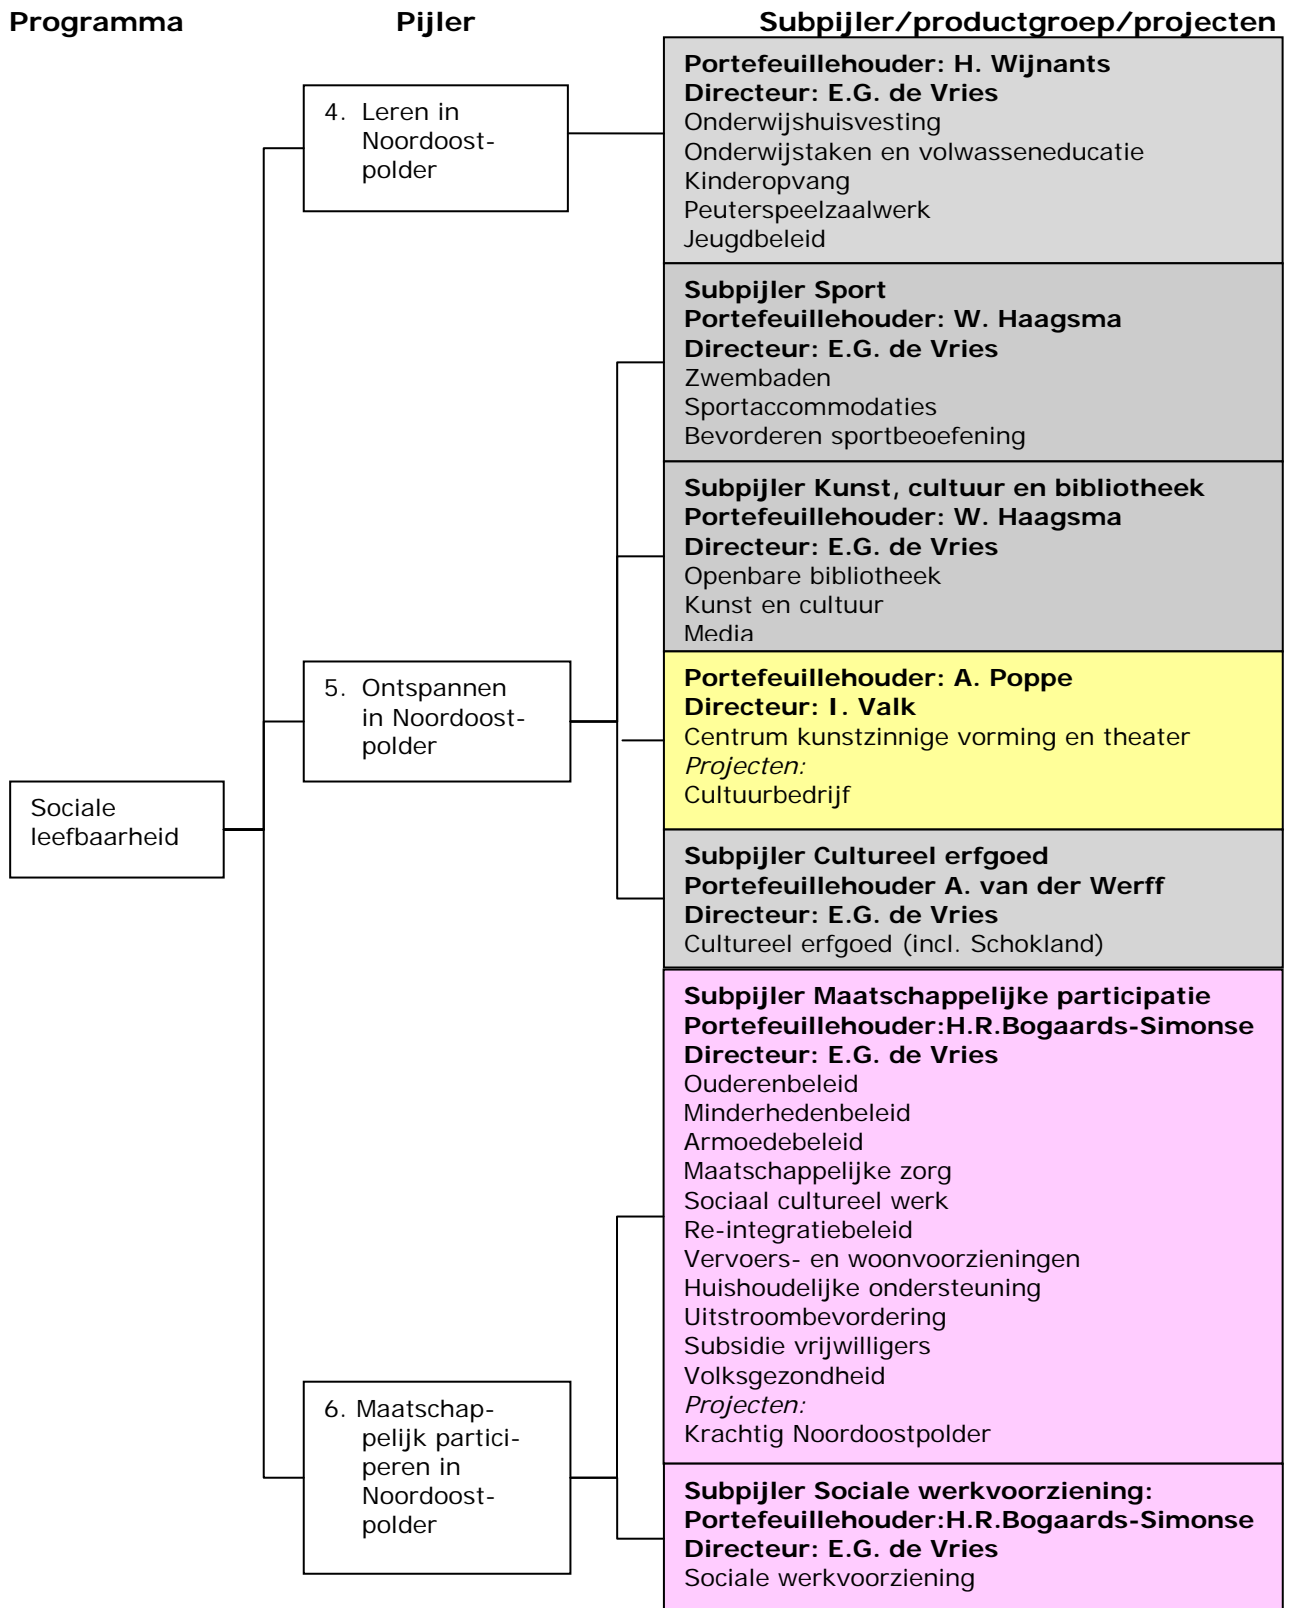 Programma Pijler Subpijler/productgroep/projecten
4. Leren in
Noordoost-
polder
Portefeuillehouder: H. Wijnants
Directeur: E.G. de Vries
Onderwijshuisvesting
Onderwijstaken en volwasseneducatie
Kinderopvang
Peuterspeelzaalwerk
Jeugdbeleid
Subpijler Sport
Portefeuillehouder: W. Haagsma
Directeur: E.G. de Vries
Zwembaden
Sportaccommodaties
Bevorderen sportbeoefening
Subpijler Kunst, cultuur en bibliotheek
Portefeuillehouder: W. Haagsma
Directeur: E.G. de Vries
Openbare bibliotheek
Kunst en cultuur
Media
5. Ontspannen
in Noordoost-
polder
Portefeuillehouder: A. Poppe
Directeur: I. Valk
Centrum kunstzinnige vorming en theater
Projecten:
Cultuurbedrijf
Sociale
leefbaarheid
Subpijler Cultureel erfgoed
Portefeuillehouder A. van der Werff
Directeur: E.G. de Vries
Cultureel erfgoed (incl. Schokland)
Subpijler Maatschappelijke participatie
Portefeuillehouder:H.R.Bogaards-Simonse
Directeur: E.G. de Vries
Ouderenbeleid
Minderhedenbeleid
Armoedebeleid
Maatschappelijke zorg
Sociaal cultureel werk
Re-integratiebeleid
Vervoers- en woonvoorzieningen
Huishoudelijke ondersteuning
Uitstroombevordering
Subsidie vrijwilligers
Volksgezondheid
Projecten:
Krachtig Noordoostpolder
6. Maatschap-
pelijk partici-
peren in
Noordoost-
polder
Subpijler Sociale werkvoorziening:
Portefeuillehouder:H.R.Bogaards-Simonse
Directeur: E.G. de Vries
Sociale werkvoorziening